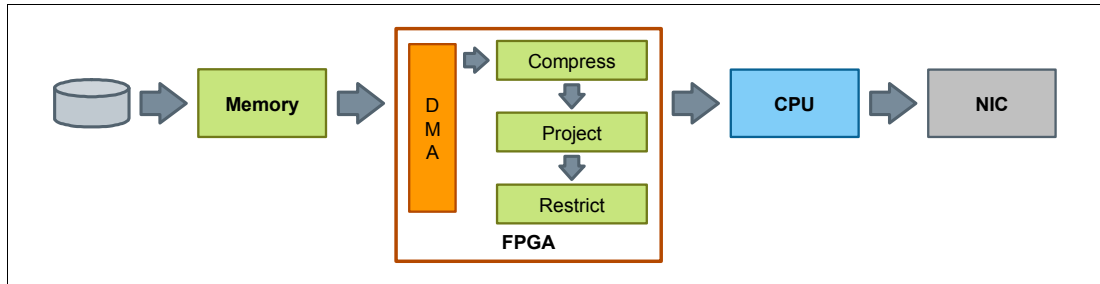 Memory
D
M
A
Compress
Project
Restrict
FPGA
CPU
NIC